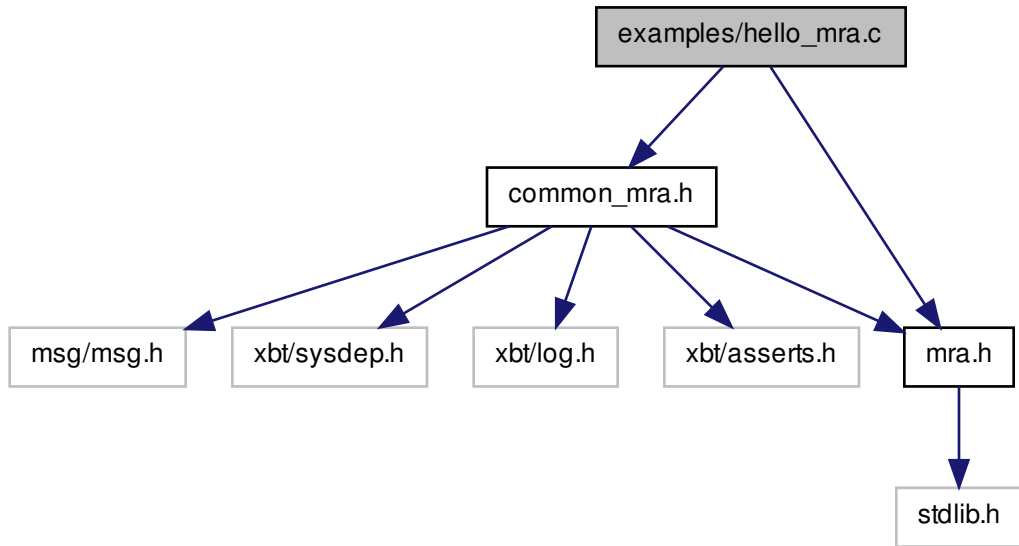 examples/hello_mra.c
common_mra.h
msg/msg.h
xbt/sysdep.h
xbt/log.h
xbt/asserts.h
mra.h
stdlib.h